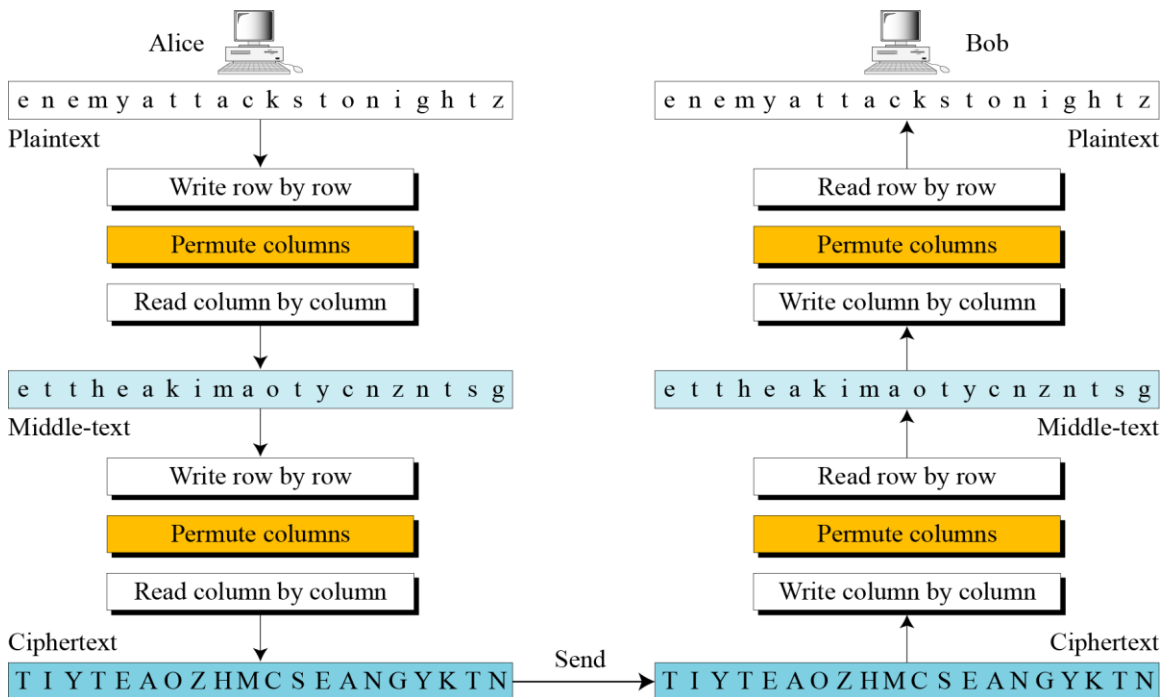 Alice
e n e m y a t t a c k s t o n i g h t z
Plaintext
Write row by row
Permute columns
Read column by column
e t t h e a k i m a o t y c n z n t s g
Middle-text
Write row by row
Permute columns
Read column by column
Ciphertext
T I Y T E A O Z H M C S E A N G Y K T N
Send
Bob
e n e m y a t t a c k s t o n i g h t z
Plaintext
Read row by row
Permute columns
Write column by column
e t t h e a k i m a o t y c n z n t s g
Middle-text
Read row by row
Permute columns
Write column by column
Ciphertext
T I Y T E A O Z H M C S E A N G Y K T N